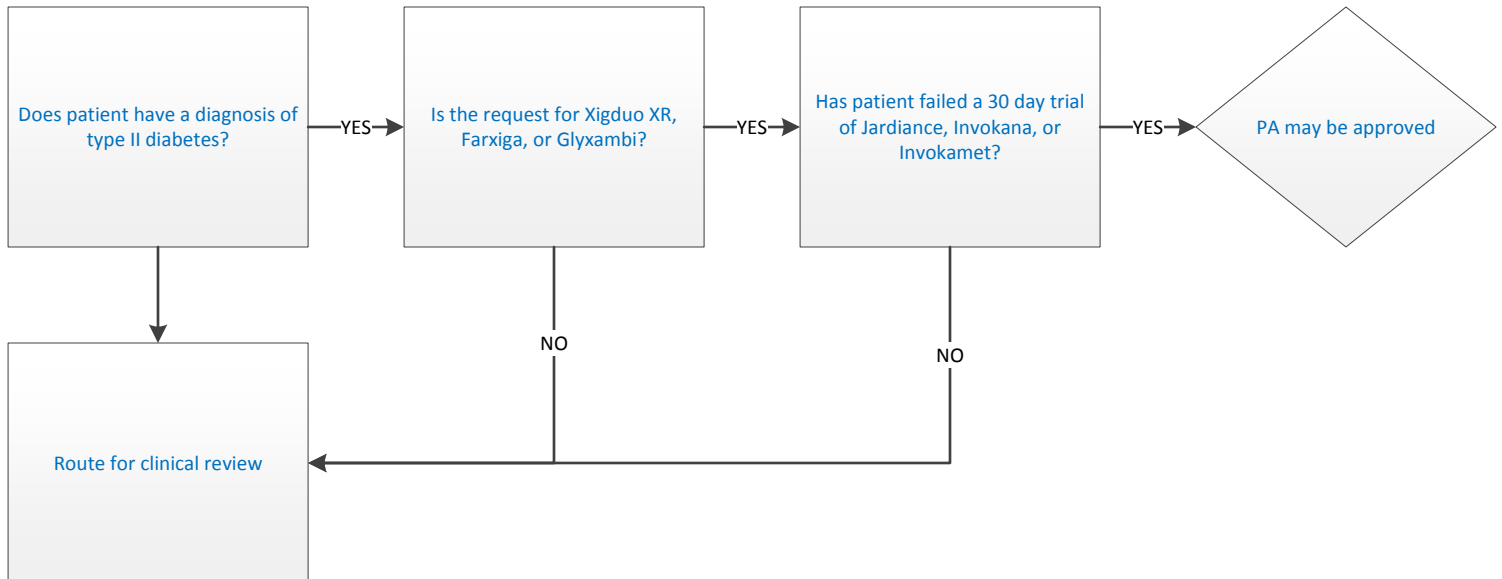 Does patient have a diagnosis of
type II diabetes?
YES
Is the request for Xigduo XR,
Farxiga, or Glyxambi?
YES
Has patient failed a 30 day trial
of Jardiance, Invokana, or
Invokamet?
YES
PA may be approved
NO
NO
Route for clinical review